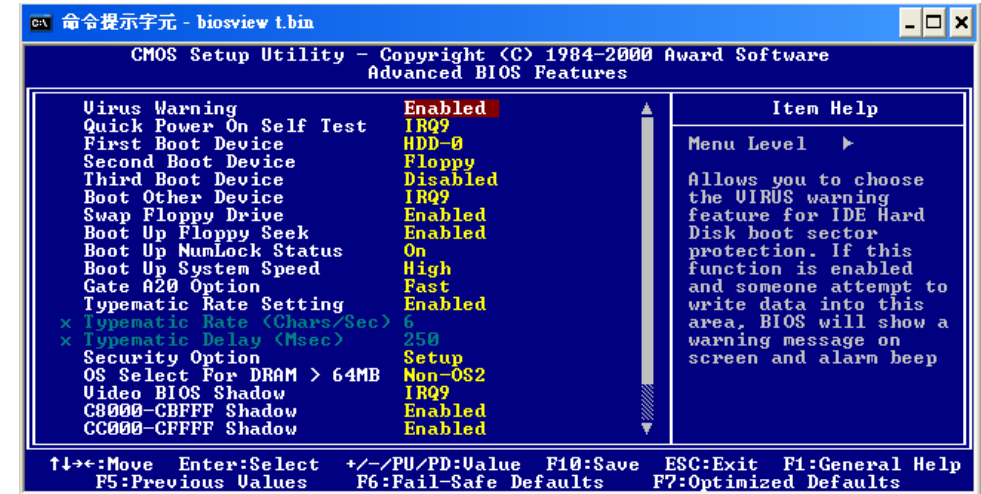 命令提示字元 - biosview t.bin
CMOS Setup Utility - Copyright (C) 1984-2000 Award Software
Advanced BIOS Features
Virus Warning Enabled
Quick Power On Self Test IRQ9
First Boot Device HDD-0
Second Boot Device Floppy
Third Boot Device Disabled
Boot Other Device IRQ9
Swap Floppy Drive Enabled
Boot Up Floppy Seek Enabled
Boot Up NumLock Status On
Boot Up System Speed High
Gate A20 Option Fast
Typematic Rate Setting Enabled
x Typematic Rate (Chars/Sec) 6
x Typematic Delay (Msec) 250
Security Option Setup
OS Select For DRAM > 64MB Non-OS2
Video BIOS Shadow IRQ9
C8000-CBFFF Shadow Enabled
CC000-CFFFF Shadow Enabled
Item Help
Menu Level ►
Allows you to choose
the VIRUS warning
feature for IDE Hard
Disk boot sector
protection. If this
function is enabled
and someone attempt to
write data into this
area, BIOS will show a
warning message on
screen and alarm beep
↑↓→←:Move Enter:Select +/-/PU/PD:Value F10:Save ESC:Exit F1:General Help
F5:Previous Values F6:Fail-Safe Defaults F7:Optimized Defaults